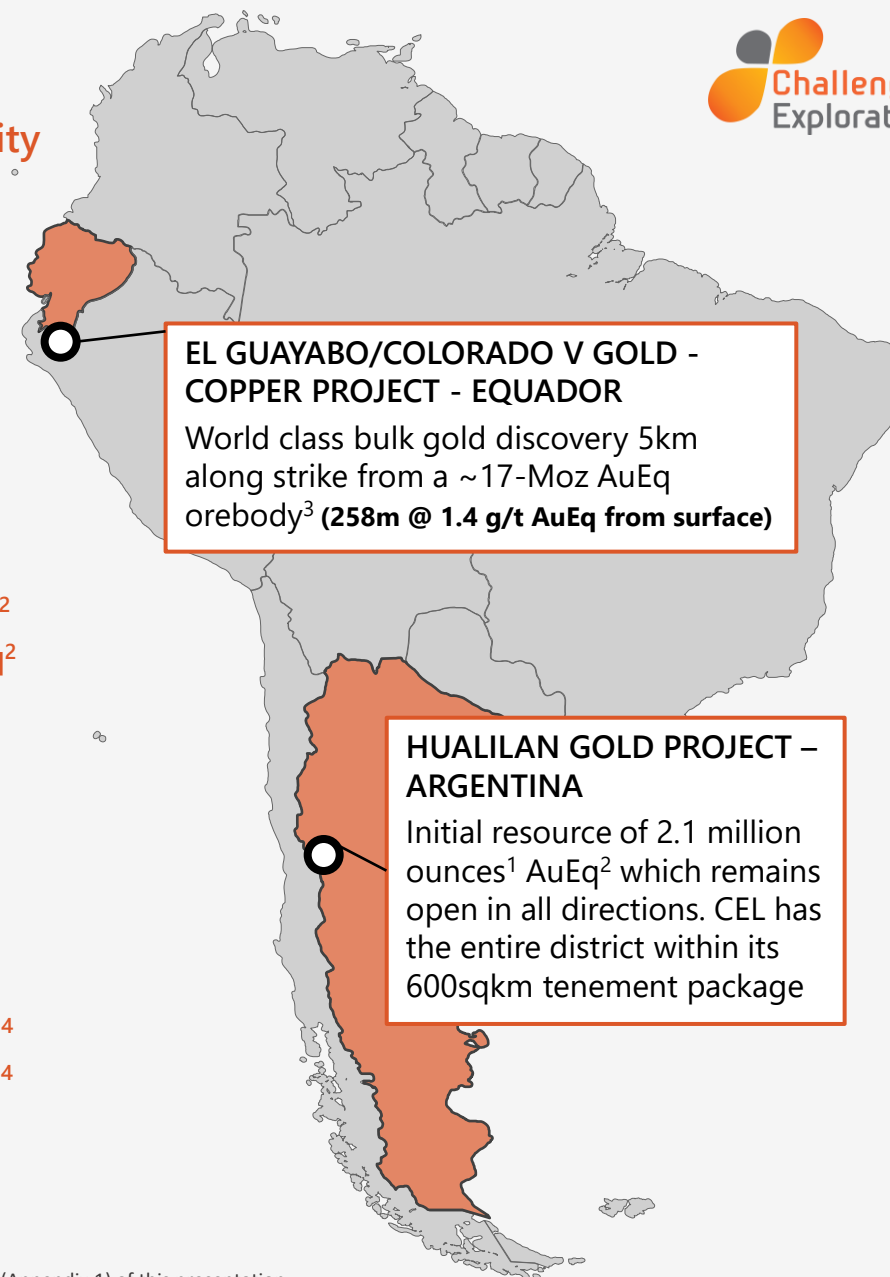 Challen
Explorat
ity
EL GUAYABO/COLORADO V GOLD -
COPPER PROJECT - EQUADOR
World class bulk gold discovery 5km
along strike from a ~17-Moz AuEq
orebody³ (258m @ 1.4 g/t AuEq from surface)
2
2
HUALILAN GOLD PROJECT –
ARGENTINA
Initial resource of 2.1 million
ounces¹ AuEq² which remains
open in all directions. CEL has
the entire district within its
600sqkm tenement package
4
4